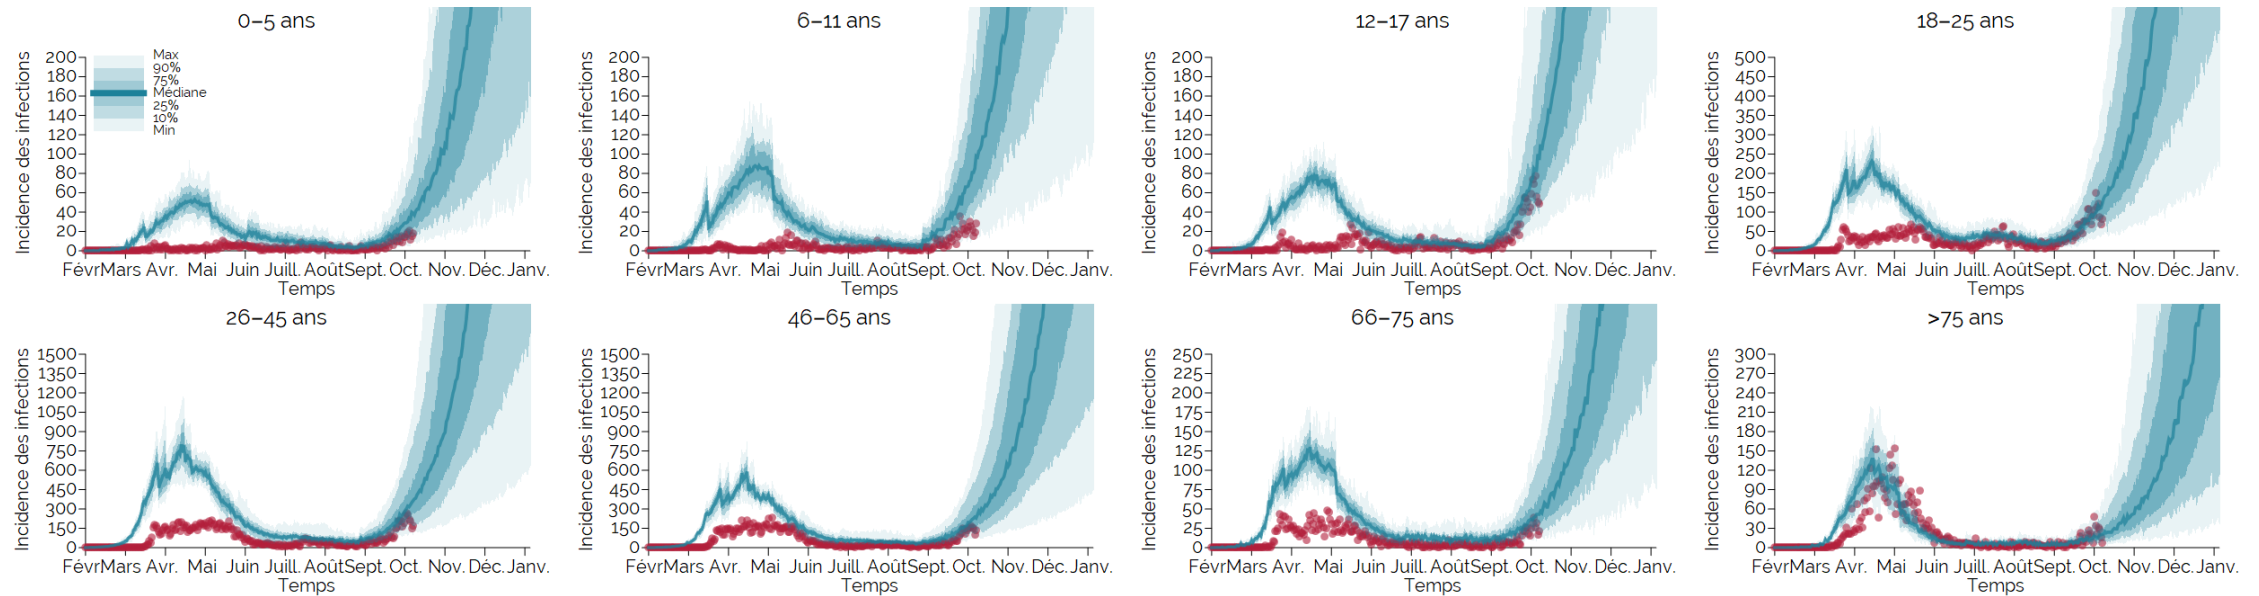 0–5 ans
Incidence des infections
200
180
160
140
120
100
80
60
40
20
0
Max
90%
75%
Médiane
25%
10%
Min
Févr Mars Avr. Mai Juin Juill. Août Sept. Oct. Nov. Déc. Janv.
Temps
6–11 ans
Incidence des infections
200
180
160
140
120
100
80
60
40
20
0
Févr Mars Avr. Mai Juin Juill. Août Sept. Oct. Nov. Déc. Janv.
Temps
12–17 ans
Incidence des infections
200
180
160
140
120
100
80
60
40
20
0
Févr Mars Avr. Mai Juin Juill. Août Sept. Oct. Nov. Déc. Janv.
Temps
18–25 ans
Incidence des infections
500
450
400
350
300
250
200
150
100
50
0
Févr Mars Avr. Mai Juin Juill. Août Sept. Oct. Nov. Déc. Janv.
Temps
26–45 ans
Incidence des infections
1500
1350
1200
1050
900
750
600
450
300
150
0
Févr Mars Avr. Mai Juin Juill. Août Sept. Oct. Nov. Déc. Janv.
Temps
46–65 ans
Incidence des infections
1500
1350
1200
1050
900
750
600
450
300
150
0
Févr Mars Avr. Mai Juin Juill. Août Sept. Oct. Nov. Déc. Janv.
Temps
66–75 ans
Incidence des infections
250
225
200
175
150
125
100
75
50
25
0
Févr Mars Avr. Mai Juin Juill. Août Sept. Oct. Nov. Déc. Janv.
Temps
>75 ans
Incidence des infections
300
270
240
210
180
150
120
90
60
30
0
Févr Mars Avr. Mai Juin Juill. Août Sept. Oct. Nov. Déc. Janv.
Temps